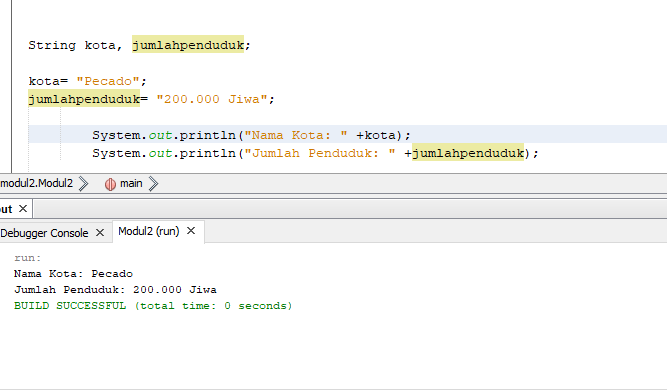 String kota, jumlahpenduduk;
kota= "Pecado";
jumlahpenduduk= "200.000 Jiwa";
System.out.println("Nama Kota: " +kota);
System.out.println("Jumlah Penduduk: " +jumlahpenduduk);
modul2.Modul2 main
out
Debugger Console Modul2 (run)
run:
Nama Kota: Pecado
Jumlah Penduduk: 200.000 Jiwa
BUILD SUCCESSFUL (total time: 0 seconds)